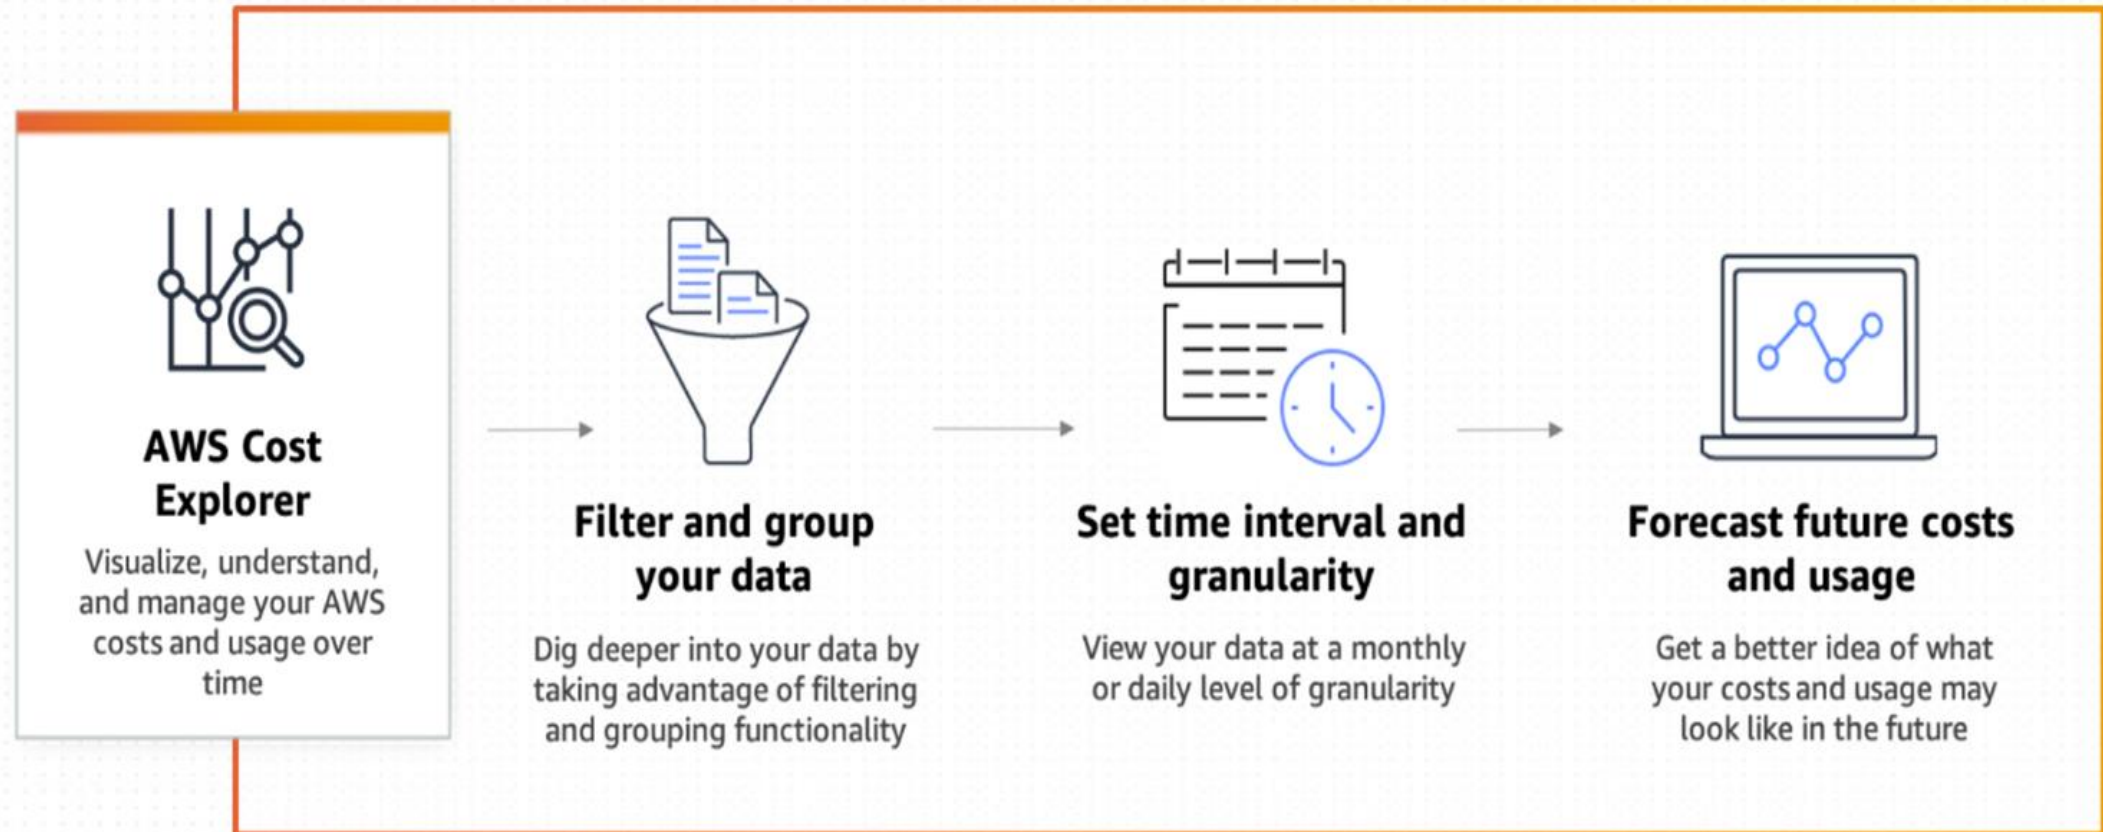 AWS Cost
Explorer
Visualize, understand,
and manage your AWS
costs and usage over
time
Filter and group
your data
Dig deeper into your data by
taking advantage of filtering
and grouping functionality
Set time interval and
granularity
View your data at a monthly
or daily level of granularity
Forecast future costs
and usage
Get a better idea of what
your costs and usage may
look like in the future